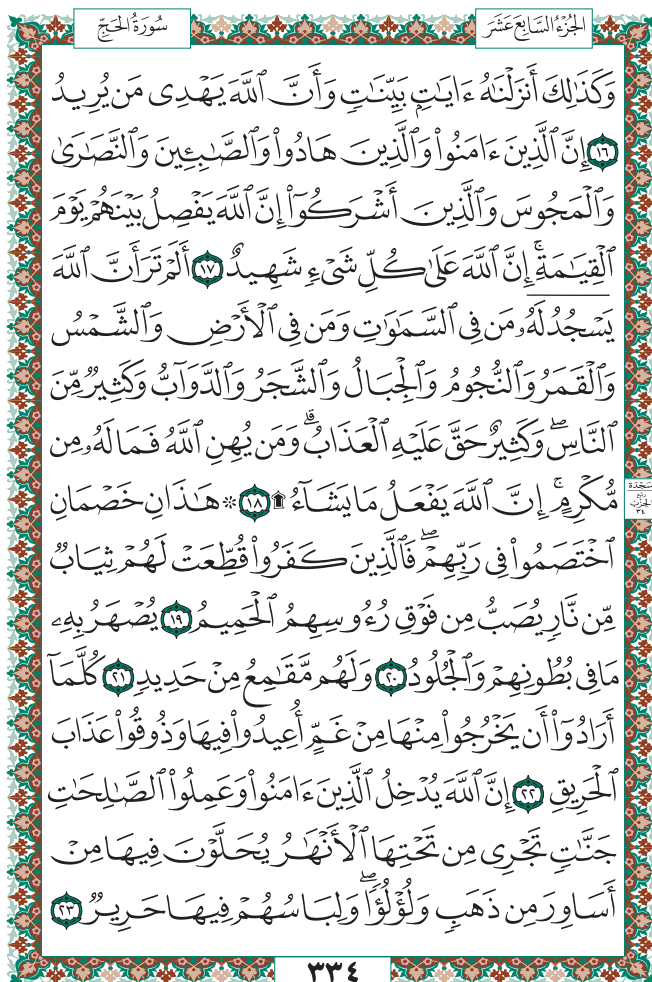 الجُزْءُ السَّابِعَ عَشَرَ
سُورَةُ الحَجِّ
وَكَذَٰلِكَ أَنزَلْنَٰهُ ءَايَٰتٍۭ بَيِّنَٰتٍ وَأَنَّ ٱللَّهَ يَهْدِى مَن يُرِيدُ
١٦ إِنَّ ٱلَّذِينَ ءَامَنُوا۟ وَٱلَّذِينَ هَادُوا۟ وَٱلصَّٰبِـِٔينَ وَٱلنَّصَٰرَىٰ
وَٱلْمَجُوسَ وَٱلَّذِينَ أَشْرَكُوٓا۟ إِنَّ ٱللَّهَ يَفْصِلُ بَيْنَهُمْ يَوْمَ
ٱلْقِيَٰمَةِۚ إِنَّ ٱللَّهَ عَلَىٰ كُلِّ شَىْءٍ شَهِيدٌ ١٧ أَلَمْ تَرَ أَنَّ ٱللَّهَ
يَسْجُدُ لَهُۥ مَن فِى ٱلسَّمَٰوَٰتِ وَمَن فِى ٱلْأَرْضِ وَٱلشَّمْسُ
وَٱلْقَمَرُ وَٱلنُّجُومُ وَٱلْجِبَالُ وَٱلشَّجَرُ وَٱلدَّوَآبُّ وَكَثِيرٌ مِّنَ
ٱلنَّاسِۖ وَكَثِيرٌ حَقَّ عَلَيْهِ ٱلْعَذَابُۗ وَمَن يُهِنِ ٱللَّهُ فَمَا لَهُۥ مِن
مُّكْرِمٍۚ إِنَّ ٱللَّهَ يَفْعَلُ مَا يَشَآءُ ۩ ١٨ ۞ هَٰذَانِ خَصْمَانِ
ٱخْتَصَمُوا۟ فِى رَبِّهِمْۖ فَٱلَّذِينَ كَفَرُوا۟ قُطِّعَتْ لَهُمْ ثِيَابٌ
مِّن نَّارٍ يُصَبُّ مِن فَوْقِ رُءُوسِهِمُ ٱلْحَمِيمُ ١٩ يُصْهَرُ بِهِۦ
مَا فِى بُطُونِهِمْ وَٱلْجُلُودُ ٢٠ وَلَهُم مَّقَٰمِعُ مِنْ حَدِيدٍ ٢١ كُلَّمَآ
أَرَادُوٓا۟ أَن يَخْرُجُوا۟ مِنْهَا مِنْ غَمٍّ أُعِيدُوا۟ فِيهَا وَذُوقُوا۟ عَذَابَ
ٱلْحَرِيقِ ٢٢ إِنَّ ٱللَّهَ يُدْخِلُ ٱلَّذِينَ ءَامَنُوا۟ وَعَمِلُوا۟ ٱلصَّٰلِحَٰتِ
جَنَّٰتٍ تَجْرِى مِن تَحْتِهَا ٱلْأَنْهَٰرُ يُحَلَّوْنَ فِيهَا مِنْ
أَسَاوِرَ مِن ذَهَبٍ وَلُؤْلُؤًاۖ وَلِبَاسُهُمْ فِيهَا حَرِيرٌ ٢٣
سَجْدَة
رُبْع
الحِزْب
٣٤
٣٣٤